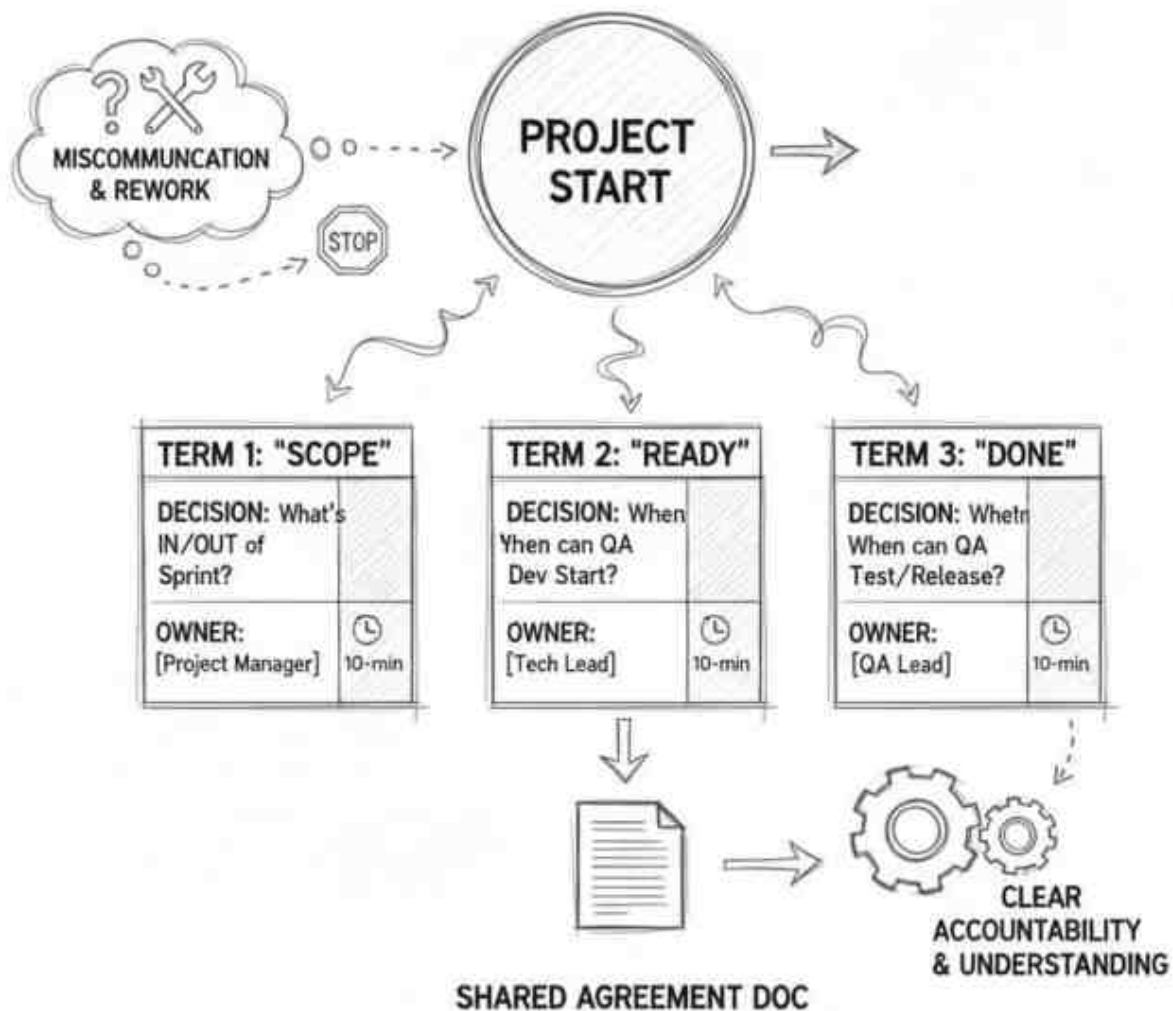 MISCOMMUNCATION
& REWORK
STOP
PROJECT
START
TERM 1: "SCOPE"
DECISION: What's
IN/OUT of
Sprint?
OWNER:
[Project Manager]
10-min
TERM 2: "READY"
DECISION: When
Yhen can QA
Dev Start?
OWNER:
[Tech Lead]
10-min
TERM 3: "DONE"
DECISION: Whetn
When can QA
Test/Release?
OWNER:
[QA Lead]
10-min
SHARED AGREEMENT DOC
CLEAR
ACCOUNTABILITY
& UNDERSTANDING